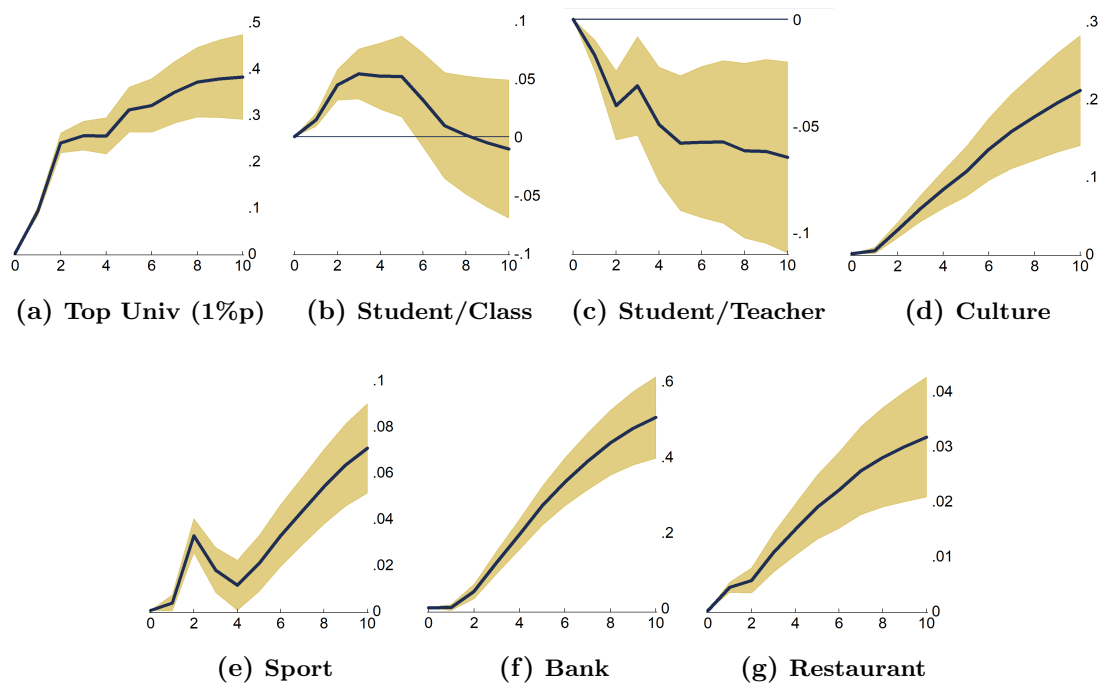 .5
.4
.3
.2
.1
0
0 2 4 6 8 10
(a) Top Univ (1%p)
.1
.05
0
-.05
-.1
0 2 4 6 8 10
(b) Student/Class
0
-.05
-.1
0 2 4 6 8 10
(c) Student/Teacher
.3
.2
.1
0
0 2 4 6 8 10
(d) Culture
.1
.08
.06
.04
.02
0
0 2 4 6 8 10
(e) Sport
.6
.4
.2
0
0 2 4 6 8 10
(f) Bank
.04
.03
.02
.01
0
0 2 4 6 8 10
(g) Restaurant